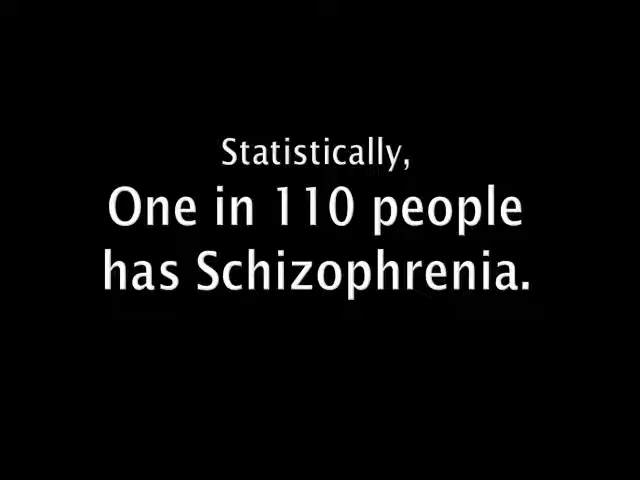 Statistically,
One in 110 people
has Schizophrenia.